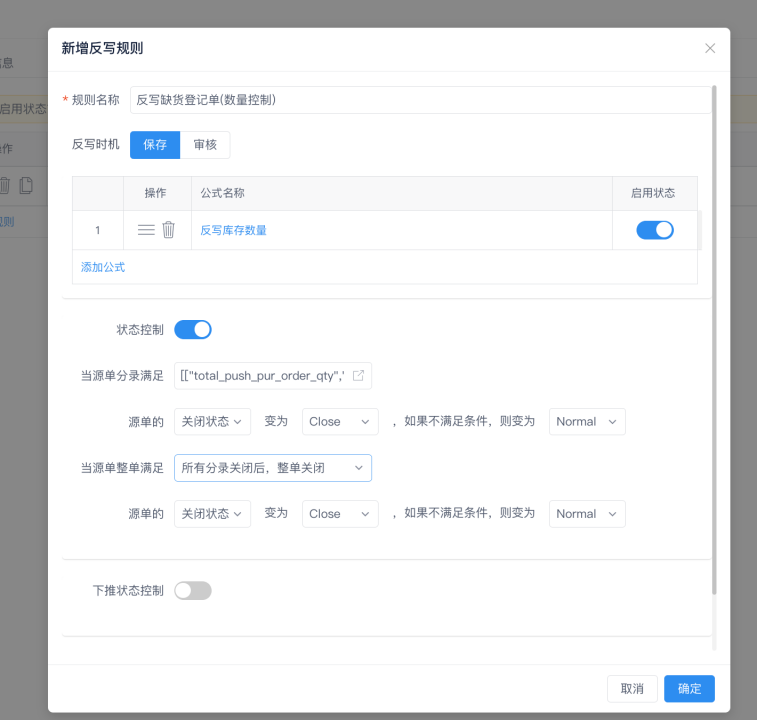 新增反写规则
信息
* 规则名称 反写缺货登记单(数量控制)
启用状态
反写时机 保存 审核
操作
操作 公式名称 启用状态
1 反写库存数量
规则
添加公式
状态控制
当源单分录满足 [["total_push_pur_order_qty",'
源单的 关闭状态 变为 Close ，如果不满足条件，则变为 Normal
当源单整单满足 所有分录关闭后，整单关闭
源单的 关闭状态 变为 Close ，如果不满足条件，则变为 Normal
下推状态控制
取消 确定